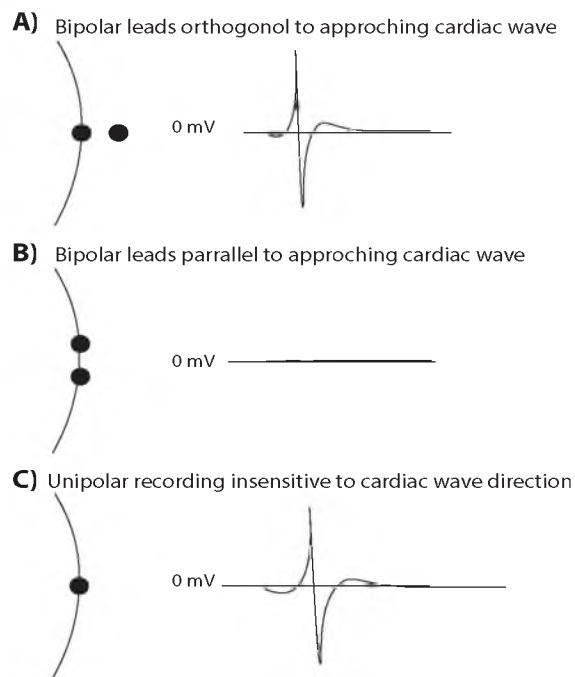 A) Bipolar leads orthogonol to approching cardiac wave
0 mV
B) Bipolar leads parrallel to approching cardiac wave
0 mV
C) Unipolar recording insensitive to cardiac wave direction
0 mV